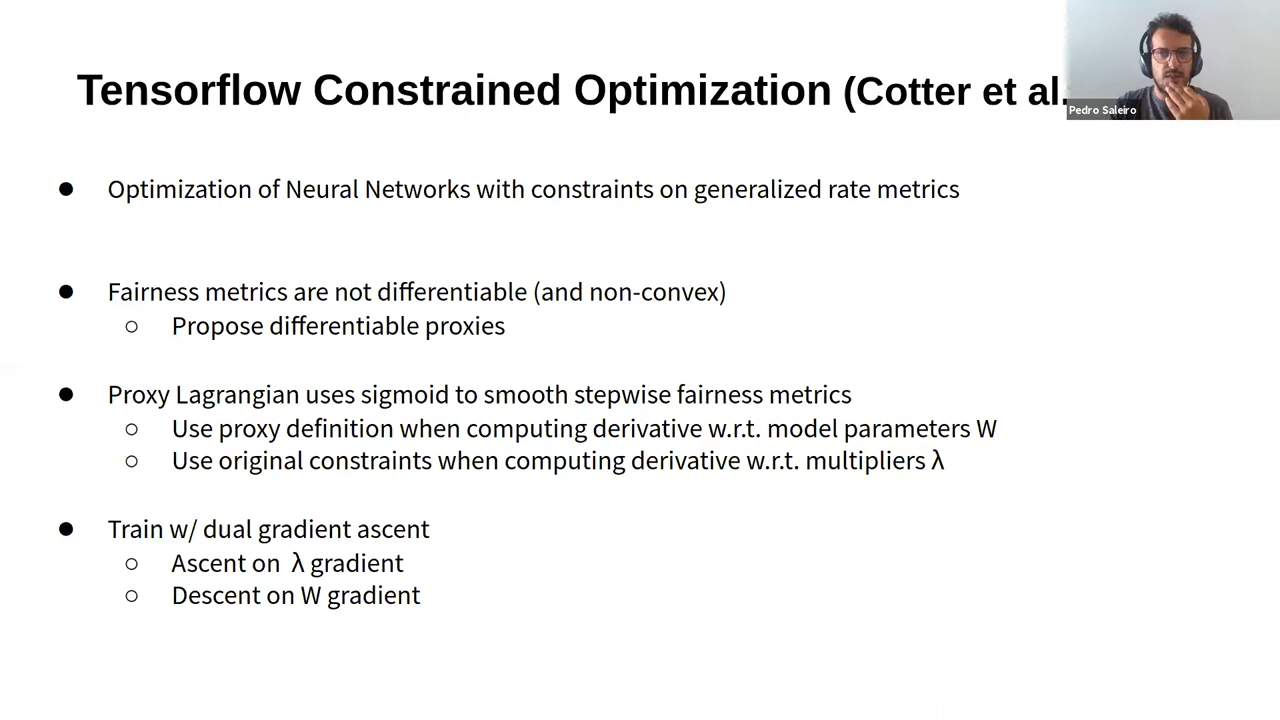 Tensorflow Constrained Optimization (Cotter et al.
Pedro Saleiro
● Optimization of Neural Networks with constraints on generalized rate metrics
● Fairness metrics are not differentiable (and non-convex)
○ Propose differentiable proxies
● Proxy Lagrangian uses sigmoid to smooth stepwise fairness metrics
○ Use proxy definition when computing derivative w.r.t. model parameters W
○ Use original constraints when computing derivative w.r.t. multipliers λ
● Train w/ dual gradient ascent
○ Ascent on λ gradient
○ Descent on W gradient